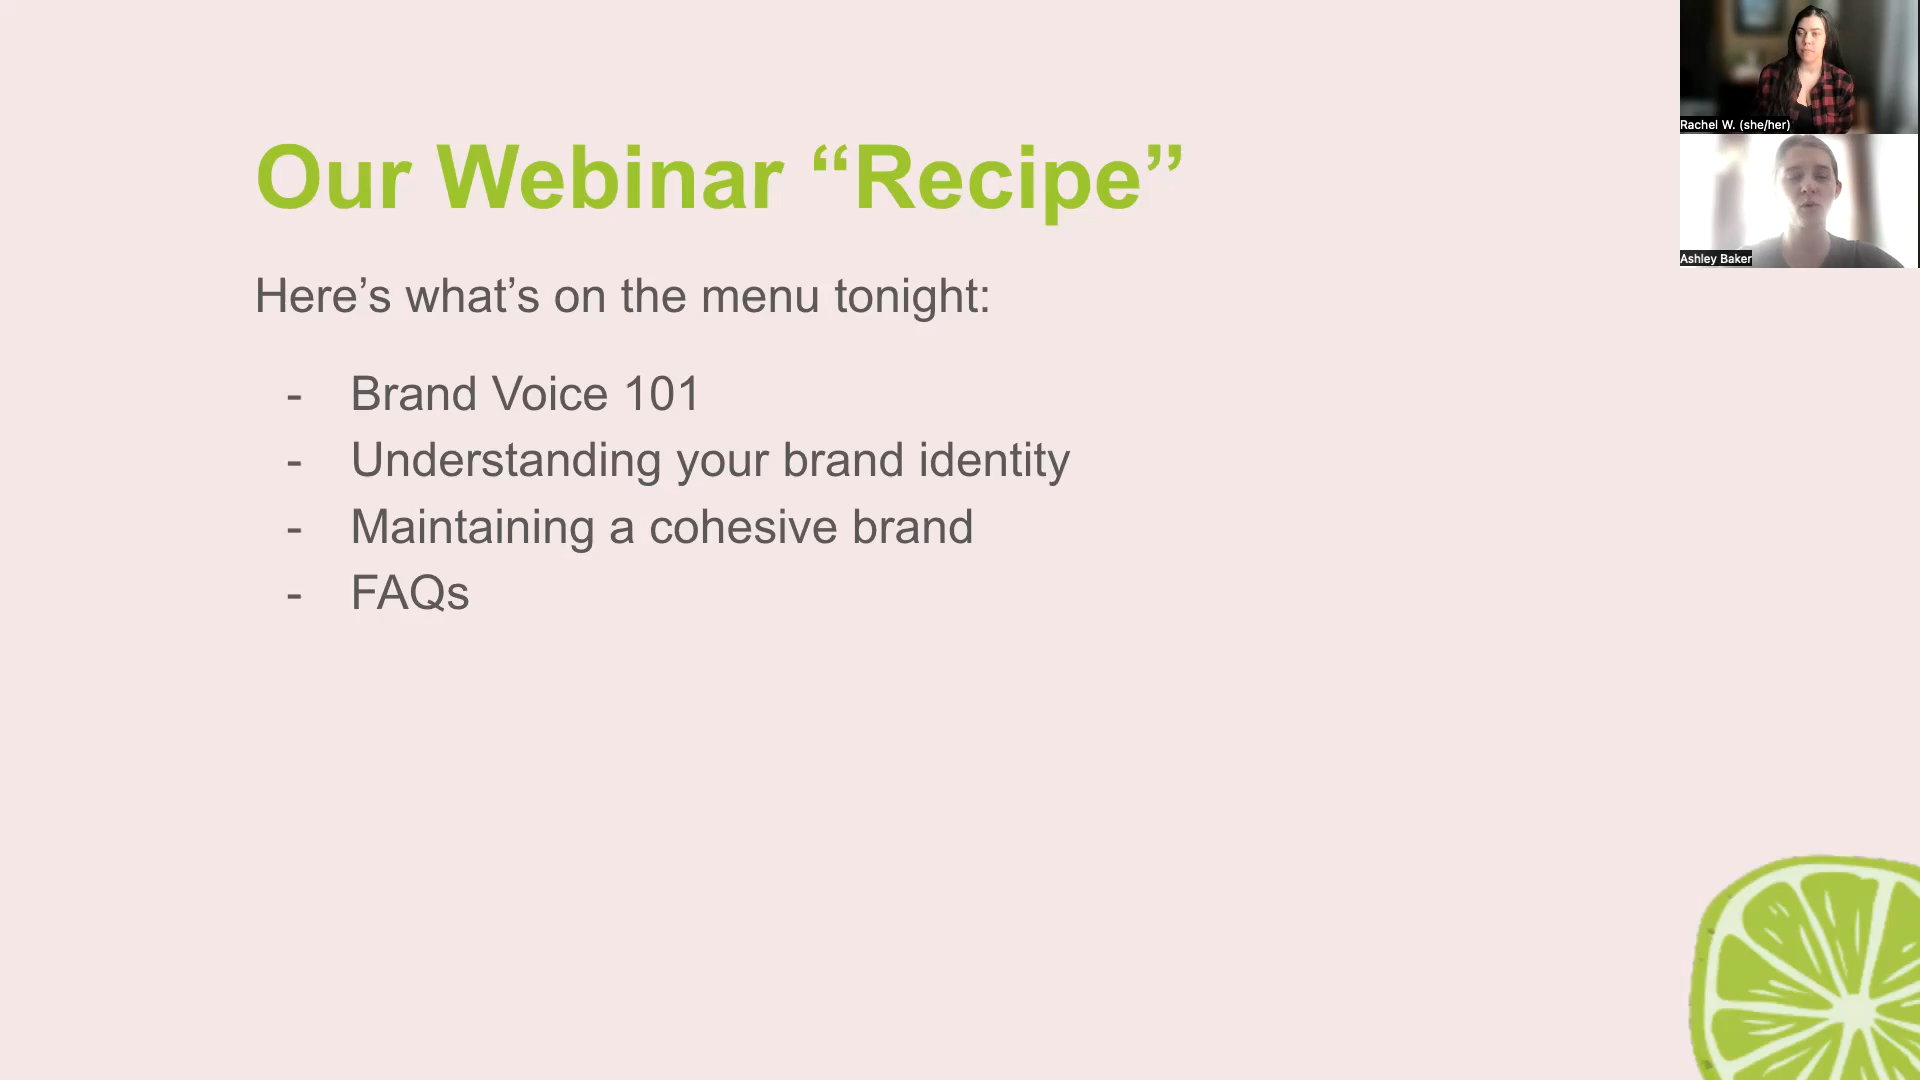 Our Webinar “Recipe”
Here’s what’s on the menu tonight:
- Brand Voice 101
- Understanding your brand identity
- Maintaining a cohesive brand
- FAQs
Rachel W. (she/her)
Ashley Baker